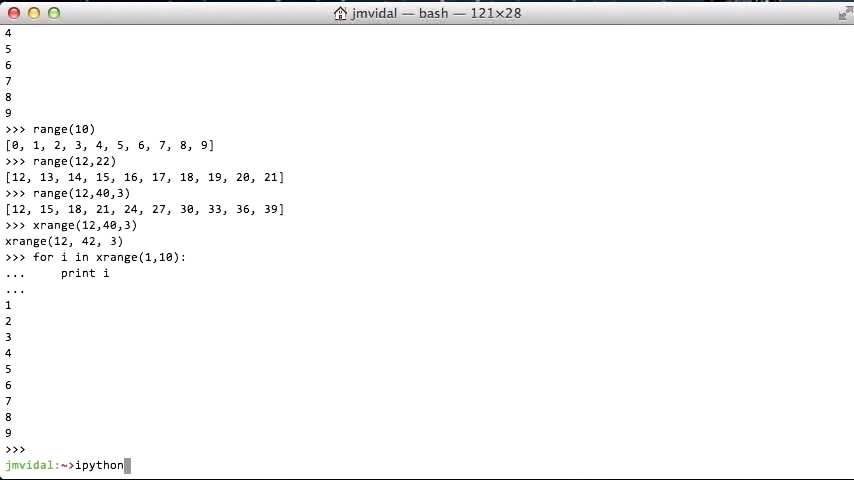 jmvidal — bash — 121×28
4
5
6
7
8
9
>>> range(10)
[0, 1, 2, 3, 4, 5, 6, 7, 8, 9]
>>> range(12,22)
[12, 13, 14, 15, 16, 17, 18, 19, 20, 21]
>>> range(12,40,3)
[12, 15, 18, 21, 24, 27, 30, 33, 36, 39]
>>> xrange(12,40,3)
xrange(12, 42, 3)
>>> for i in xrange(1,10):
...     print i
...
1
2
3
4
5
6
7
8
9
>>>
jmvidal:~>ipython